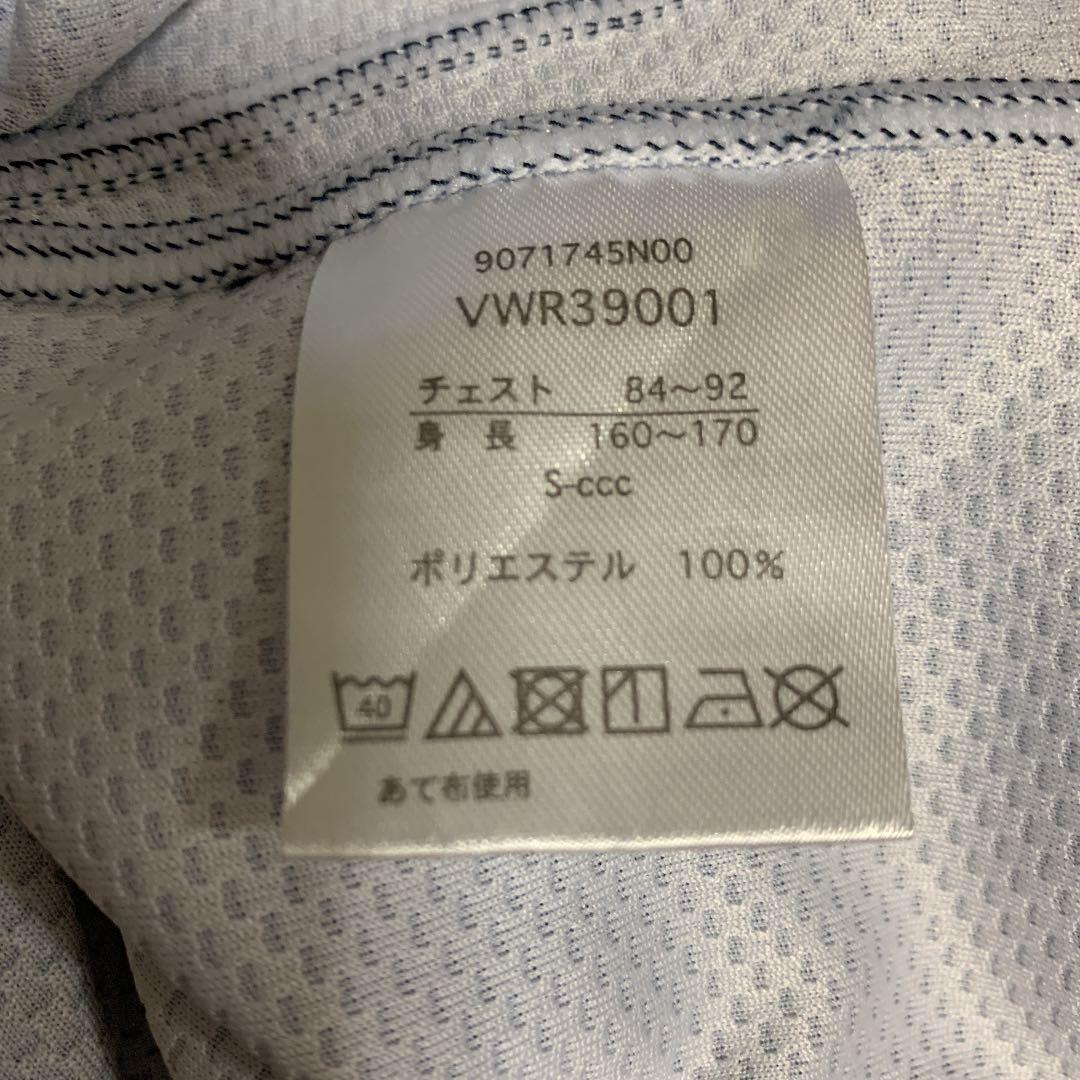 9071745N00
VWR39001
チェスト 84～92
身 長 160～170
S-ccc
ポリエステル 100%
40
あて布使用